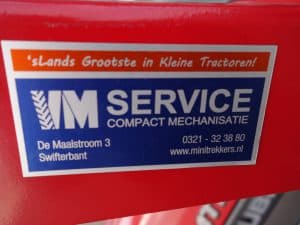 'sLands Grootste in Kleine Tractoren!
VM SERVICE
COMPACT MECHANISATIE
De Maalstroom 3
Swifterbant
0321 - 32 38 80
www.minitrekkers.nl